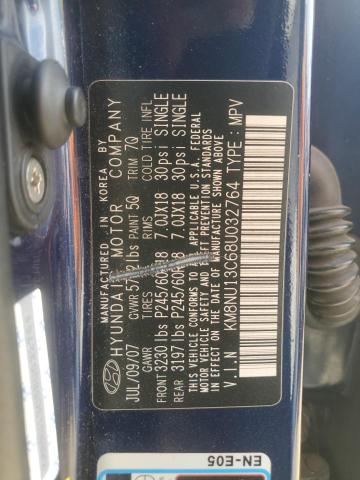 MANUFACTURED .IN KOREA BY
HYUNDAI MOTOR COMPANY
JUL/09/07 GVWR lbs PAINT 50 TRIM 7Q
GAWR TIRES RIMS COLD TIRE INFL
FRONT 3230 lbs P245/60R18 7.0JX18 30psi SINGLE
REAR 3197 lbs P245/60R18 7.0JX18 30psi SINGLE
THIS VEHICLE CONFORMS TO ALL APPLICABLE U.S.A. FEDERAL
MOTOR VEHICLE SAFETY, BUMPER, AND THEFT PREVENTION STANDARDS
IN EFFECT ON THE DATE OF MANUFACTURE SHOWN ABOVE
V.I.N KM8NU13C68U032764 TYPE: MPV
EN-E05